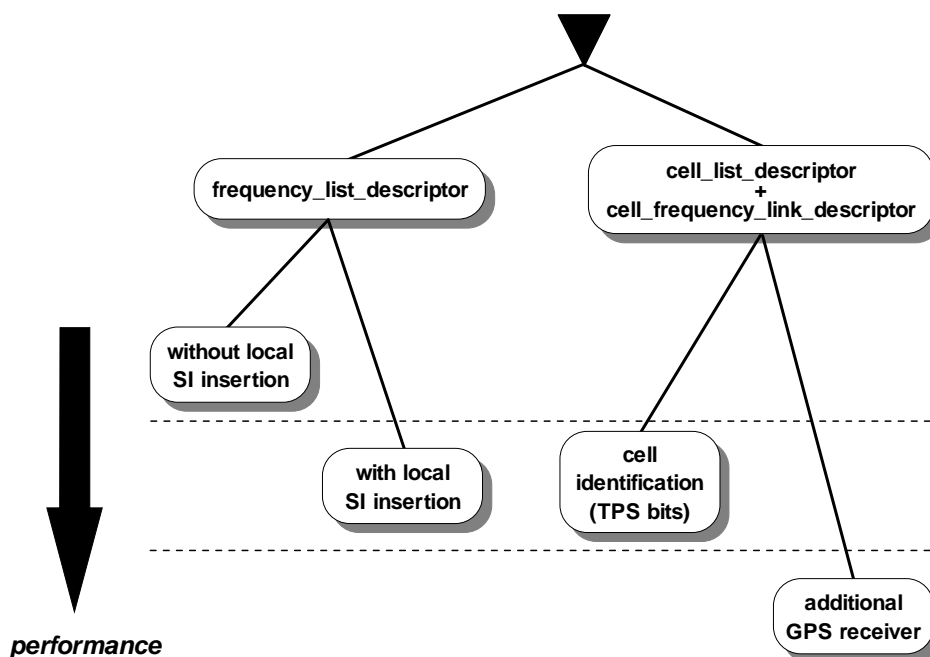 frequency_list_descriptor
cell_list_descriptor
+
cell_frequency_link_descriptor
without local
SI insertion
with local
SI insertion
cell
identification
(TPS bits)
additional
GPS receiver
performance